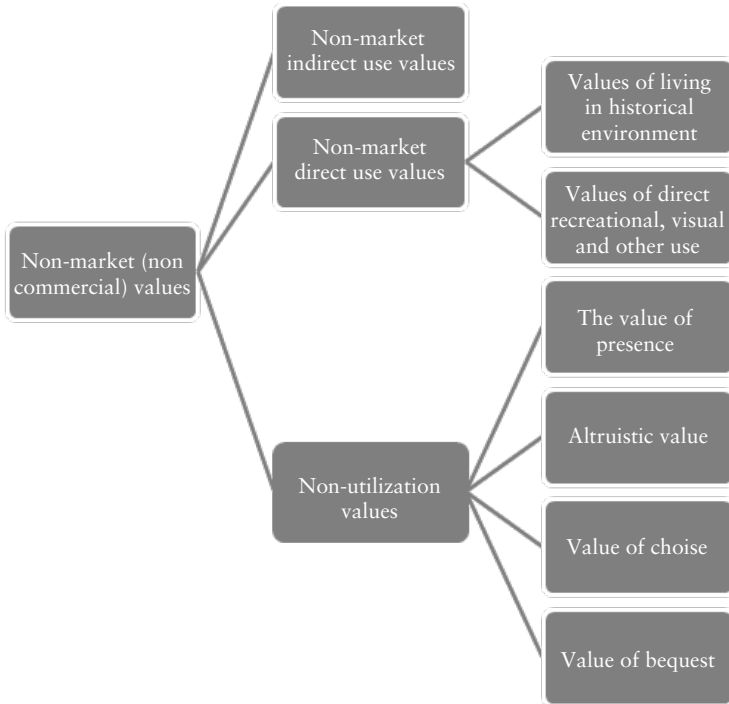 Non-market
indirect use values
Non-market
direct use values
Values of living
in historical
environment
Values of direct
recreational, visual
and other use
Non-market (non
commercial) values
The value of
presence
Altruistic value
Non-utilization
values
Value of choise
Value of bequest